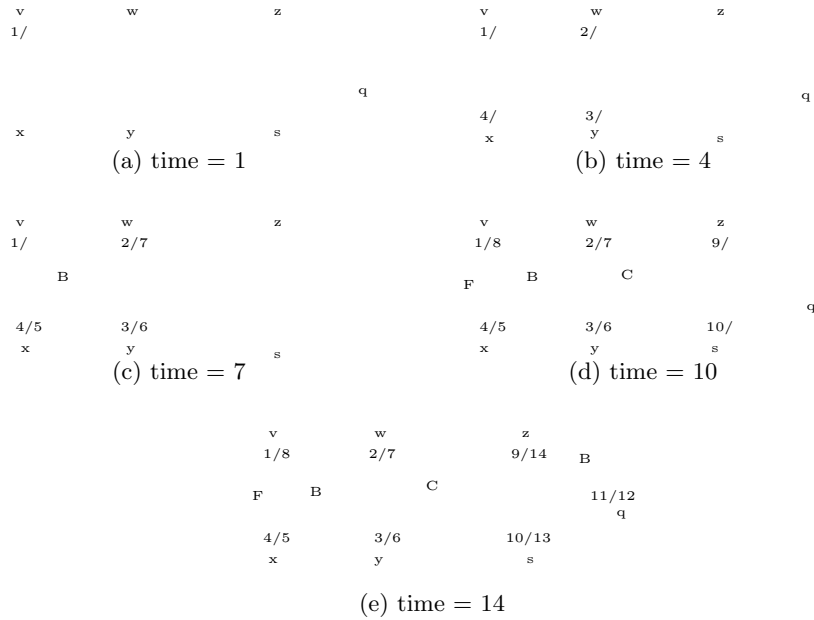 v w z
1/
q
x y s
(a) time = 1
v w z
1/ 2/
q
4/ 3/
x y s
(b) time = 4
v w z
1/ 2/7
B
4/5 3/6
x y s
(c) time = 7
v w z
1/8 2/7 9/
F B C
q
4/5 3/6 10/
x y s
(d) time = 10
v w z
1/8 2/7 9/14 B
F B C 11/12
q
4/5 3/6 10/13
x y s
(e) time = 14